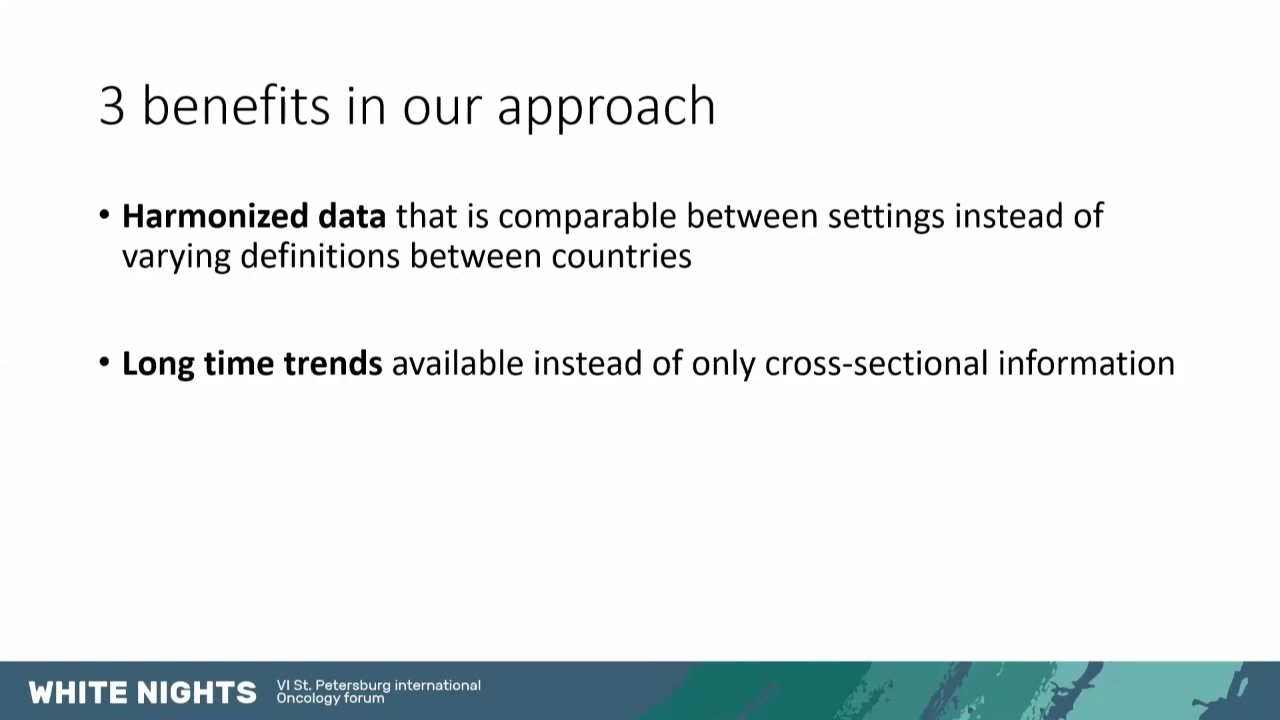 3 benefits in our approach
• Harmonized data that is comparable between settings instead of
varying definitions between countries
• Long time trends available instead of only cross-sectional information
WHITE NIGHTS
VI St. Petersburg international
Oncology forum